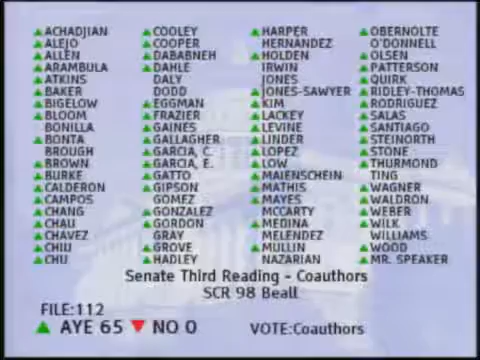 ACHADJIAN COOLEY HARPER OBERNOLTE
ALEJO COOPER HERNÁNDEZ O'DONNELL
ALLEN DABABNEH HOLDEN OLSEN
ARAMBULA DAHLE IRWIN PATTERSON
ATKINS DALY JONES QUIRK
BAKER DODD JONES-SAWYER RIDLEY-THOMAS
BIGELOW EGGMAN KIM RODRIGUEZ
BLOOM FRAZIER LACKEY SALAS
BONILLA GAINES LEVINE SANTIAGO
BONTA GALLAGHER LINDER STEINORTH
BROUGH GARCIA, C. LOPEZ STONE
BROWN GARCIA, E. LOW THURMOND
BURKE GATTO MAIENSCHEIN TING
CALDERON GIPSON MATHIS WAGNER
CAMPOS GOMEZ MAYES WALDRON
CHANG GONZALEZ MCCARTY WEBER
CHAU GORDON MEDINA WILK
CHAVEZ GRAY MELENDEZ WILLIAMS
CHIU GROVE MULLIN WOOD
CHU HADLEY NAZARIAN MR. SPEAKER
Senate Third Reading - Coauthors
SCR 98 Beall
FILE:112
AYE 65 NO 0 VOTE:Coauthors